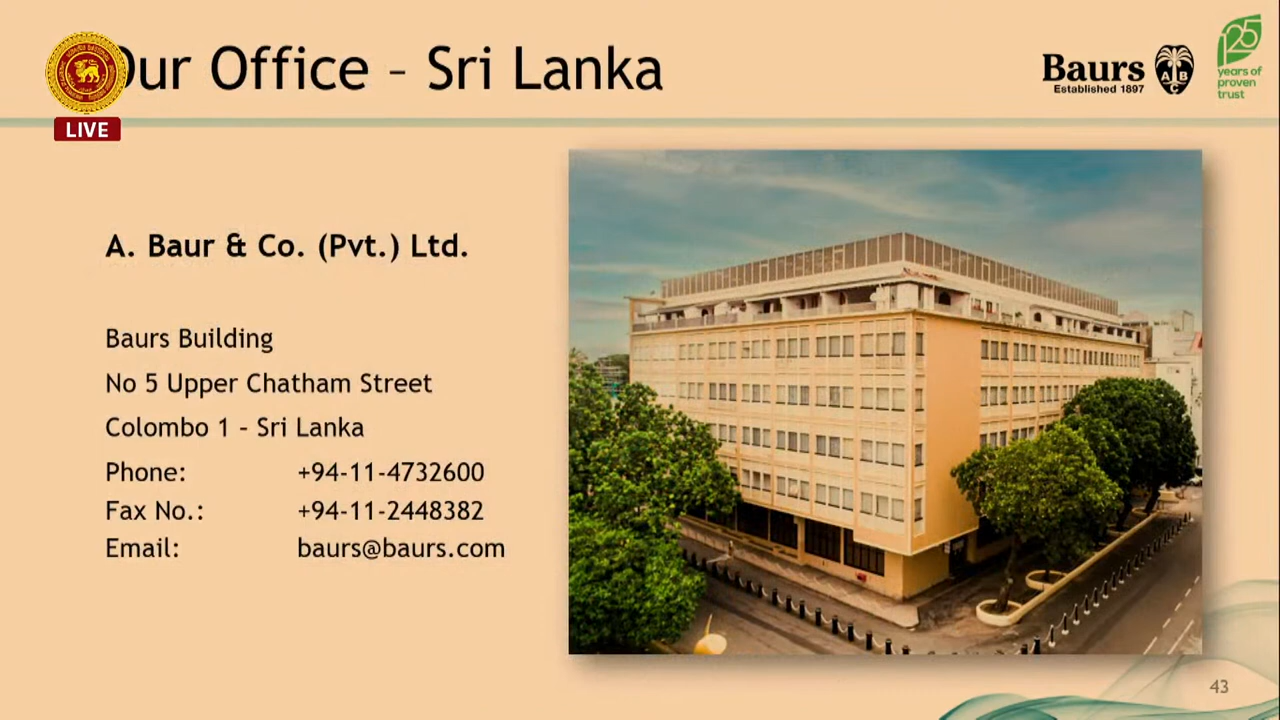 Our Office – Sri Lanka
LIVE
Baurs
Established 1897
A B C
125
years of
proven
trust
A. Baur & Co. (Pvt.) Ltd.
Baurs Building
No 5 Upper Chatham Street
Colombo 1 – Sri Lanka
Phone: +94-11-4732600
Fax No.: +94-11-2448382
Email: baurs@baurs.com
43